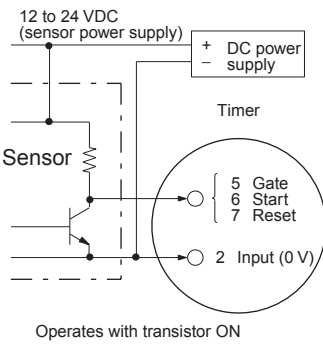 12 to 24 VDC
(sensor power supply)
+ DC power
– supply
Timer
Sensor
5 Gate
6 Start
7 Reset
2 Input (0 V)
Operates with transistor ON